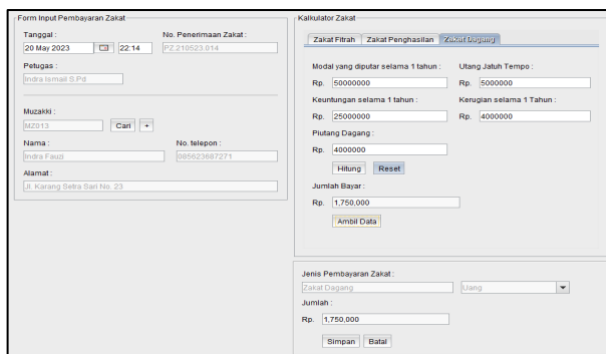 Form Input Pembayaran Zakat
Tanggal :
No. Penerimaan Zakat :
20 May 2023
22:14
PZ.210523.014
Petugas :
Indra Ismail S.Pd
Muzakki :
MZ013
Cari
+
Nama :
No. telepon :
Indra Fauzi
085623687271
Alamat :
Jl. Karang Setra Sari No. 23
Kalkulator Zakat
Zakat Fitrah
Zakat Penghasilan
Zakat Dagang
Modal yang diputar selama 1 tahun :
Utang Jatuh Tempo :
Rp. 50000000
Rp. 5000000
Keuntungan selama 1 tahun :
Kerugian selama 1 Tahun :
Rp. 25000000
Rp. 4000000
Piutang Dagang :
Rp. 4000000
Hitung
Reset
Jumlah Bayar :
Rp. 1,750,000
Ambil Data
Jenis Pembayaran Zakat :
Zakat Dagang
Uang
Jumlah :
Rp. 1,750,000
Simpan
Batal